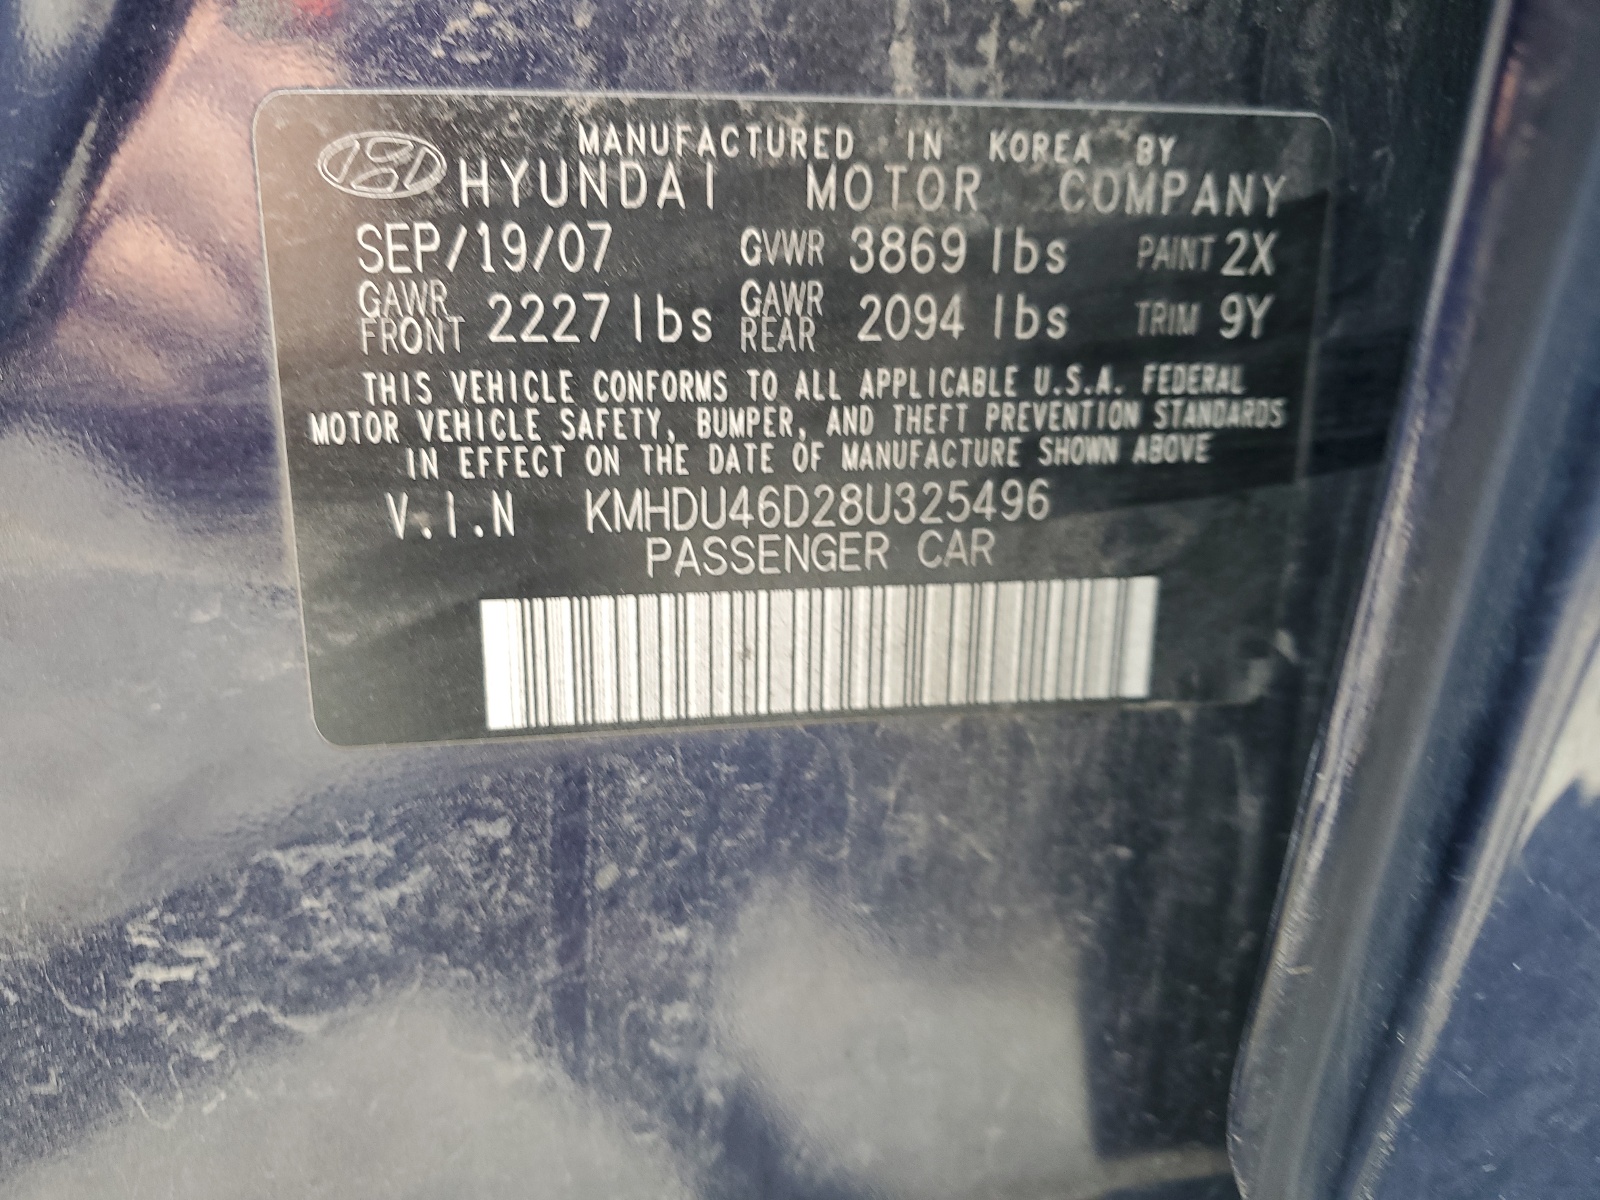 MANUFACTURED IN KOREA BY
HYUNDAI MOTOR COMPANY
SEP/19/07 GVWR 3869 lbs PAINT 2X
GAWR FRONT 2227 lbs GAWR REAR 2094 lbs TRIM 9Y
THIS VEHICLE CONFORMS TO ALL APPLICABLE U.S.A. FEDERAL
MOTOR VEHICLE SAFETY, BUMPER, AND THEFT PREVENTION STANDARDS
IN EFFECT ON THE DATE OF MANUFACTURE SHOWN ABOVE
V.I.N KMHDU46D28U325496
PASSENGER CAR